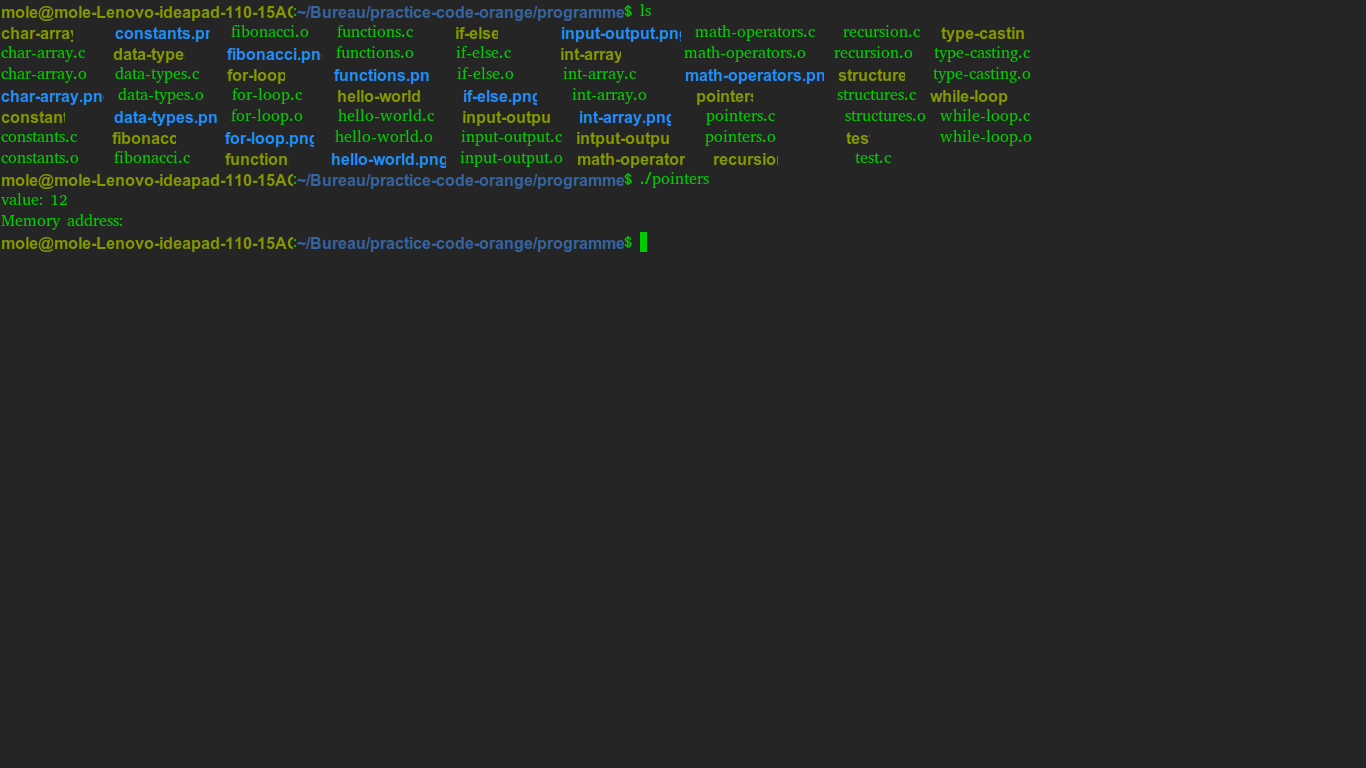 mole@mole-Lenovo-ideapad-110-15AC:~/Bureau/practice-code-orange/programme$ ls
char-array constants.pn fibonacci.o functions.c if-else input-output.png math-operators.c recursion.c type-castin
char-array.c data-type fibonacci.png functions.o if-else.c int-array math-operators.o recursion.o type-casting.c
char-array.o data-types.c for-loop functions.pn if-else.o int-array.c math-operators.pn structure type-casting.o
char-array.pn data-types.o for-loop.c hello-world if-else.png int-array.o pointers structures.c while-loop
constant data-types.pn for-loop.o hello-world.c input-outpu int-array.png pointers.c structures.o while-loop.c
constants.c fibonacc for-loop.png hello-world.o input-output.c intput-outpu pointers.o tes while-loop.o
constants.o fibonacci.c function hello-world.png input-output.o math-operator recursion test.c
mole@mole-Lenovo-ideapad-110-15AC:~/Bureau/practice-code-orange/programme$ ./pointers
value: 12
Memory address:
mole@mole-Lenovo-ideapad-110-15AC:~/Bureau/practice-code-orange/programme$